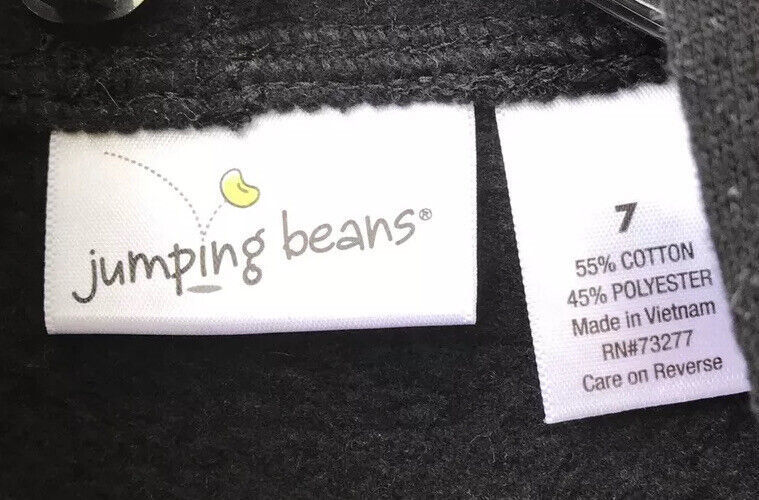 jumping beans®
7
55% COTTON
45% POLYESTER
Made in Vietnam
RN#73277
Care on Reverse